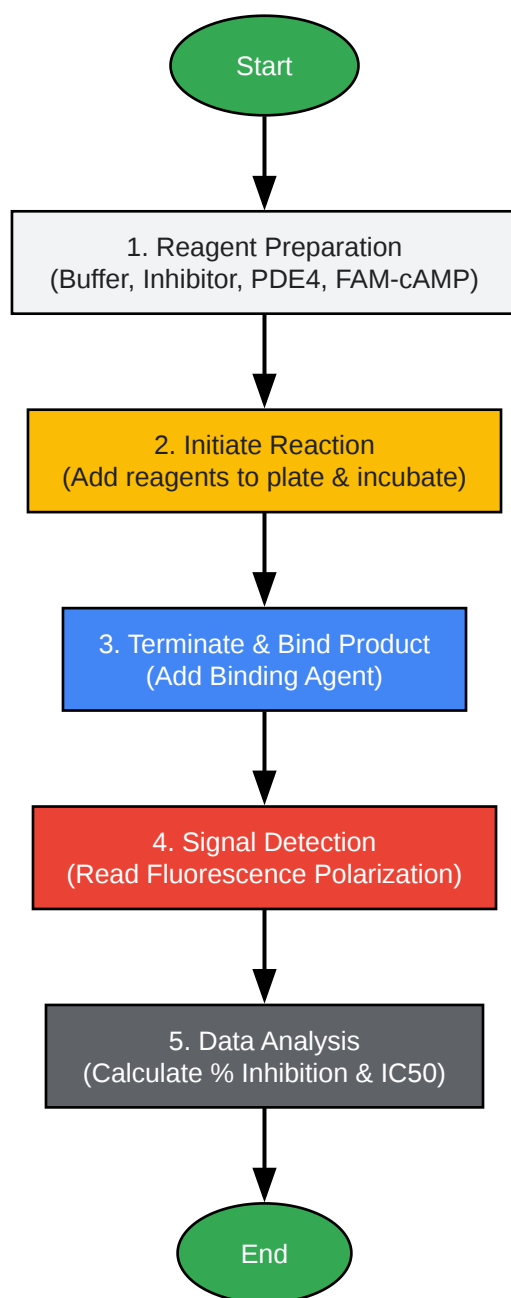 Start
1. Reagent Preparation
(Buffer, Inhibitor, PDE4, FAM-cAMP)
2. Initiate Reaction
(Add reagents to plate & incubate)
3. Terminate & Bind Product
(Add Binding Agent)
4. Signal Detection
(Read Fluorescence Polarization)
5. Data Analysis
(Calculate % Inhibition & IC50)
End